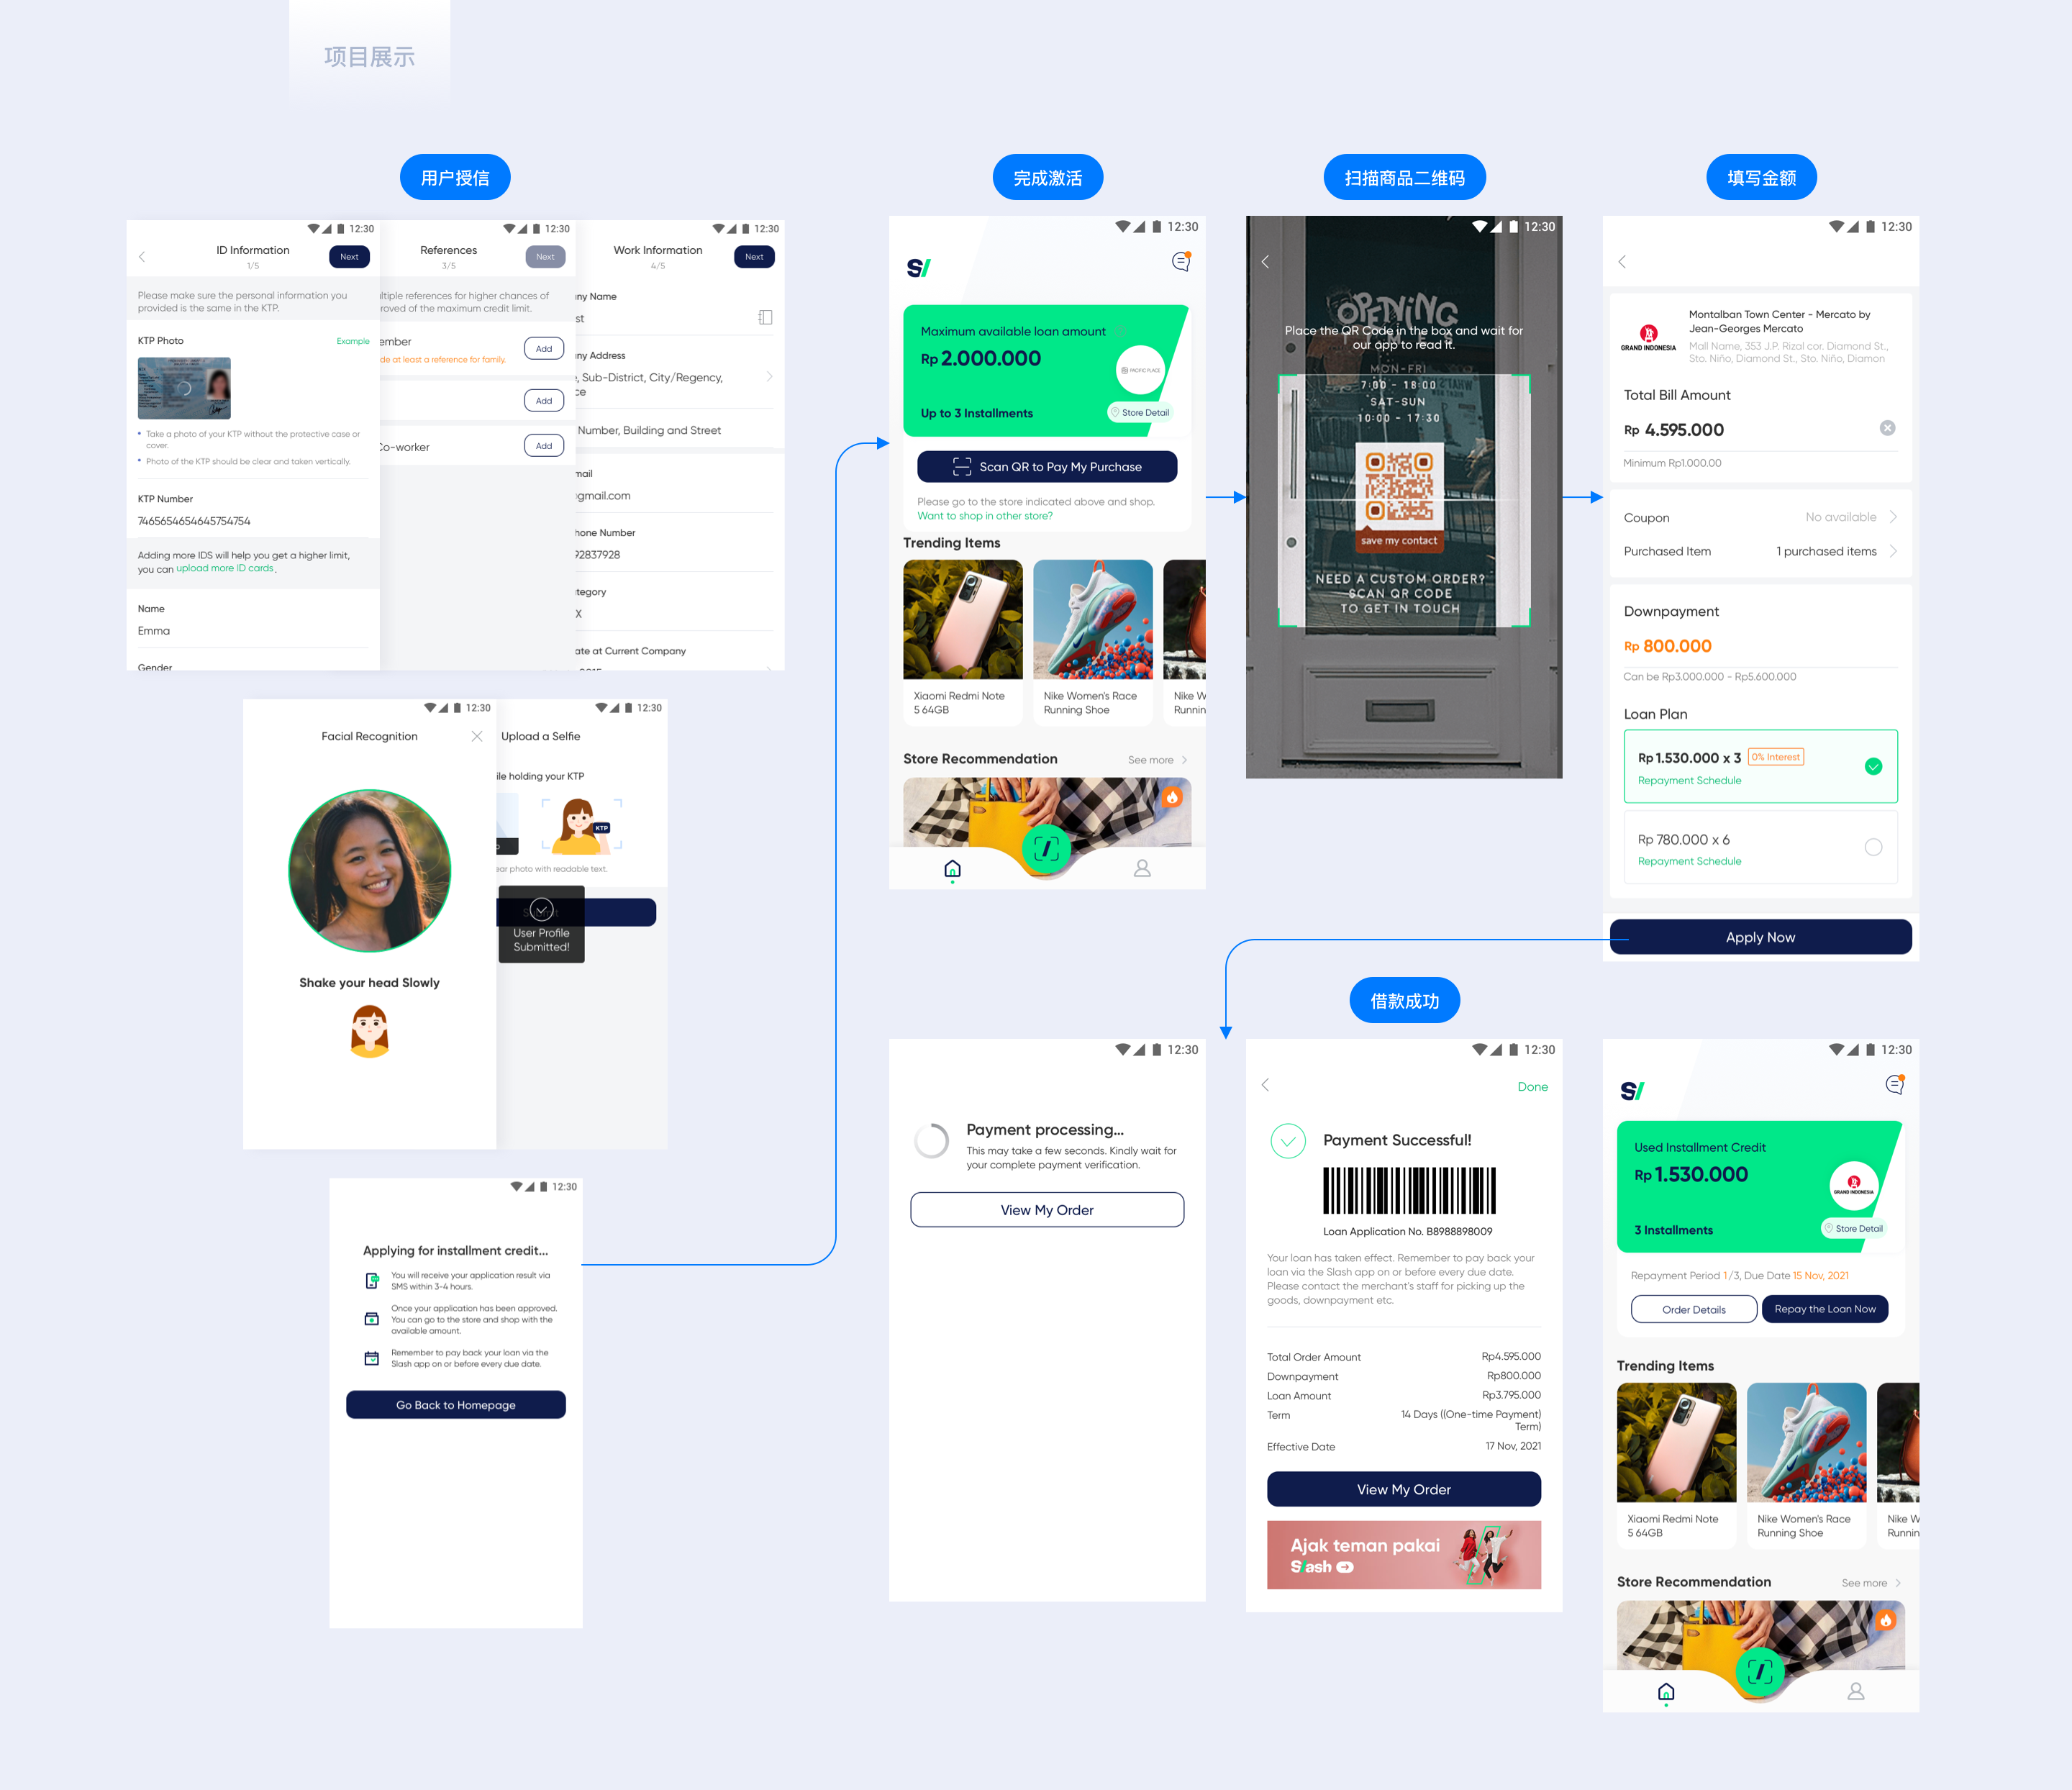 项目展示
用户授信
12:30
ID Information
1/5
Next
Please make sure the personal information you
provided is the same in the KTP.
KTP Photo
Example
Take a photo of your KTP without the protective case or
cover.
Photo of the KTP should be clear and taken vertically.
KTP Number
7465654654645754754
Adding more IDS will help you get a higher limit,
you can upload more ID cards .
Name
Emma
Gender
12:30
References
3/5
Next
ltiple references for higher chances of
roved of the maximum credit limit.
ember
de at least a reference for family.
Add
Add
Co-worker
Add
12:30
Work Information
4/5
Next
ny Name
st
ny Address
, Sub-District, City/Regency,
ce
Number, Building and Street
mail
gmail.com
hone Number
92837928
tegory
X
ate at Current Company
12:30
Facial Recognition
Shake your head Slowly
12:30
Upload a Selfie
ile holding your KTP
KTP
ear photo with readable text.
Submit
User Profile
Submitted!
12:30
Applying for installment credit...
You will receive your application result via
SMS within 3-4 hours.
Once your application has been approved.
You can go to the store and shop with the
available amount.
Remember to pay back your loan via the
Slash app on or before every due date.
Go Back to Homepage
完成激活
12:30
S/
Maximum available loan amount
Rp 2.000.000
PACIFIC PLACE
Up to 3 Installments
Store Detail
Scan QR to Pay My Purchase
Please go to the store indicated above and shop.
Want to shop in other store?
Trending Items
Xiaomi Redmi Note
5 64GB
Nike Women's Race
Running Shoe
Nike W
Runnin
Store Recommendation
See more
扫描商品二维码
12:30
OPENING
TIMES
Place the QR Code in the box and wait for
our app to read it.
MON-FRI
7:00 - 18:00
SAT-SUN
10:00 - 17:30
save my contact
NEED A CUSTOM ORDER?
SCAN QR CODE
TO GET IN TOUCH
填写金额
12:30
GRAND INDONESIA
Montalban Town Center - Mercato by
Jean-Georges Mercato
Mall Name, 353 J.P. Rizal cor. Diamond St.,
Sto. Niño, Diamond St., Sto. Niño, Diamon
Total Bill Amount
Rp 4.595.000
Minimum Rp1.000.00
Coupon
No available
Purchased Item
1 purchased items
Downpayment
Rp 800.000
Can be Rp3.000.000 - Rp5.600.000
Loan Plan
Rp 1.530.000 x 3
0% Interest
Repayment Schedule
Rp 780.000 x 6
Repayment Schedule
Apply Now
借款成功
12:30
Payment processing...
This may take a few seconds. Kindly wait for
your complete payment verification.
View My Order
12:30
Done
Payment Successful!
Loan Application No. B8988898009
Your loan has taken effect. Remember to pay back your
loan via the Slash app on or before every due date.
Please contact the merchant's staff for picking up the
goods, downpayment etc.
Total Order Amount
Rp4.595.000
Downpayment
Rp800.000
Loan Amount
Rp3.795.000
Term
14 Days ((One-time Payment)
Term)
Effective Date
17 Nov, 2021
View My Order
Ajak teman pakai
Slash
12:30
S/
Used Installment Credit
Rp 1.530.000
GRAND INDONESIA
3 Installments
Store Detail
Repayment Period 1 /3, Due Date 15 Nov, 2021
Order Details
Repay the Loan Now
Trending Items
Xiaomi Redmi Note
5 64GB
Nike Women's Race
Running Shoe
Nike W
Runnin
Store Recommendation
See more